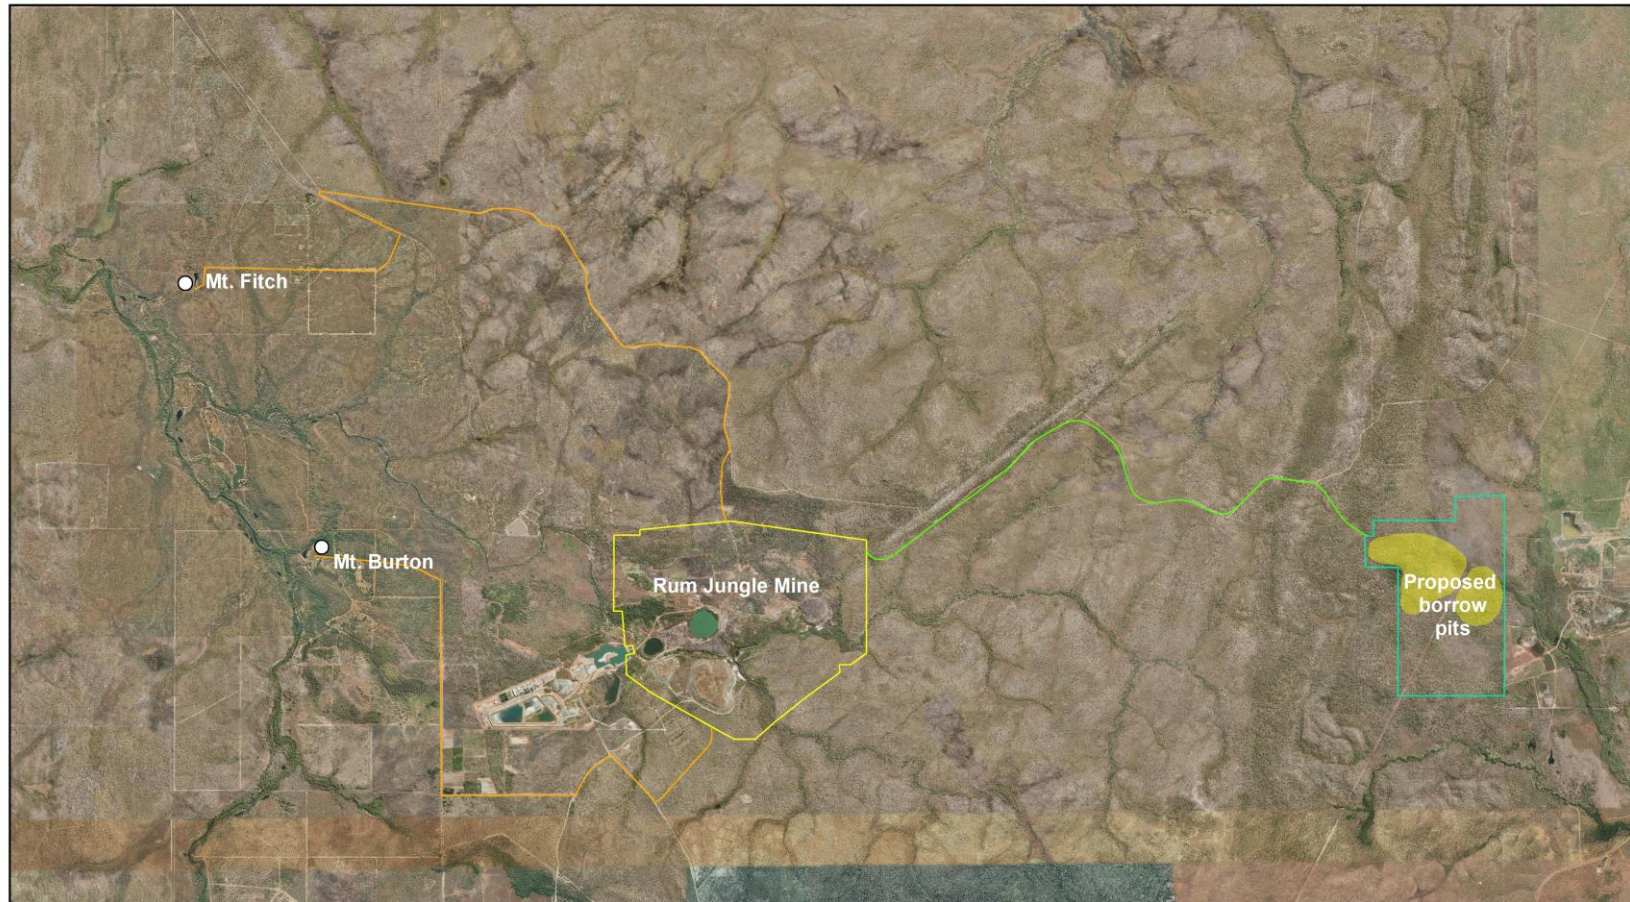 Mt. Fitch
Mt. Burton
Rum Jungle Mine
Proposed
borrow
pits